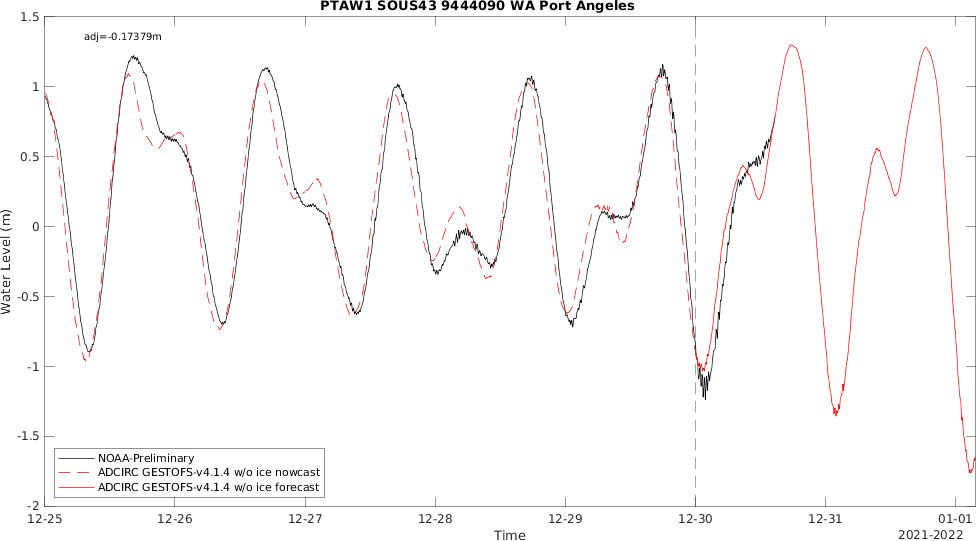 PTAW1 SOUS43 9444090 WA Port Angeles
adj=-0.17379m
1.5
1
0.5
0
-0.5
-1
-1.5
-2
Water Level (m)
NOAA-Preliminary
ADCIRC GESTOFS-v4.1.4 w/o ice nowcast
ADCIRC GESTOFS-v4.1.4 w/o ice forecast
12-25 12-26 12-27 12-28 12-29 12-30 12-31 01-01
Time
2021-2022